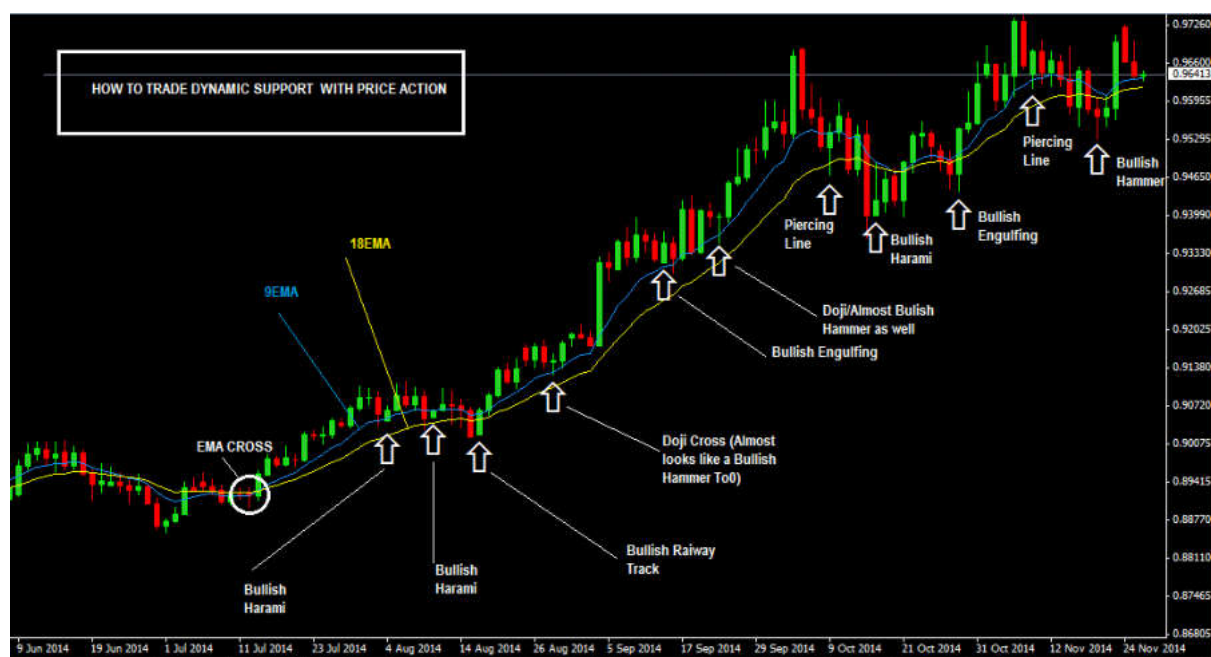 HOW TO TRADE DYNAMIC SUPPORT WITH PRICE ACTION
0.97260
0.96600
0.96413
0.95955
0.95295
0.94650
0.93990
0.93330
0.92685
0.92025
0.91380
0.90720
0.90075
0.89415
0.88770
0.88110
0.87465
0.86805
Piercing
Line
Bullish
Hammer
Piercing
Line
Bullish
Harami
Bullish
Engulfing
18EMA
9EMA
Doji/Almost Bulish
Hammer as well
Bullish Engulfing
EMA CROSS
Doji Cross (Almost
looks like a Bullish
Hammer To0)
Bullish Raiway
Track
Bullish
Harami
Bullish
Harami
9 Jun 2014
19 Jun 2014
1 Jul 2014
11 Jul 2014
23 Jul 2014
4 Aug 2014
14 Aug 2014
26 Aug 2014
5 Sep 2014
17 Sep 2014
29 Sep 2014
9 Oct 2014
21 Oct 2014
31 Oct 2014
12 Nov 2014
24 Nov 2014